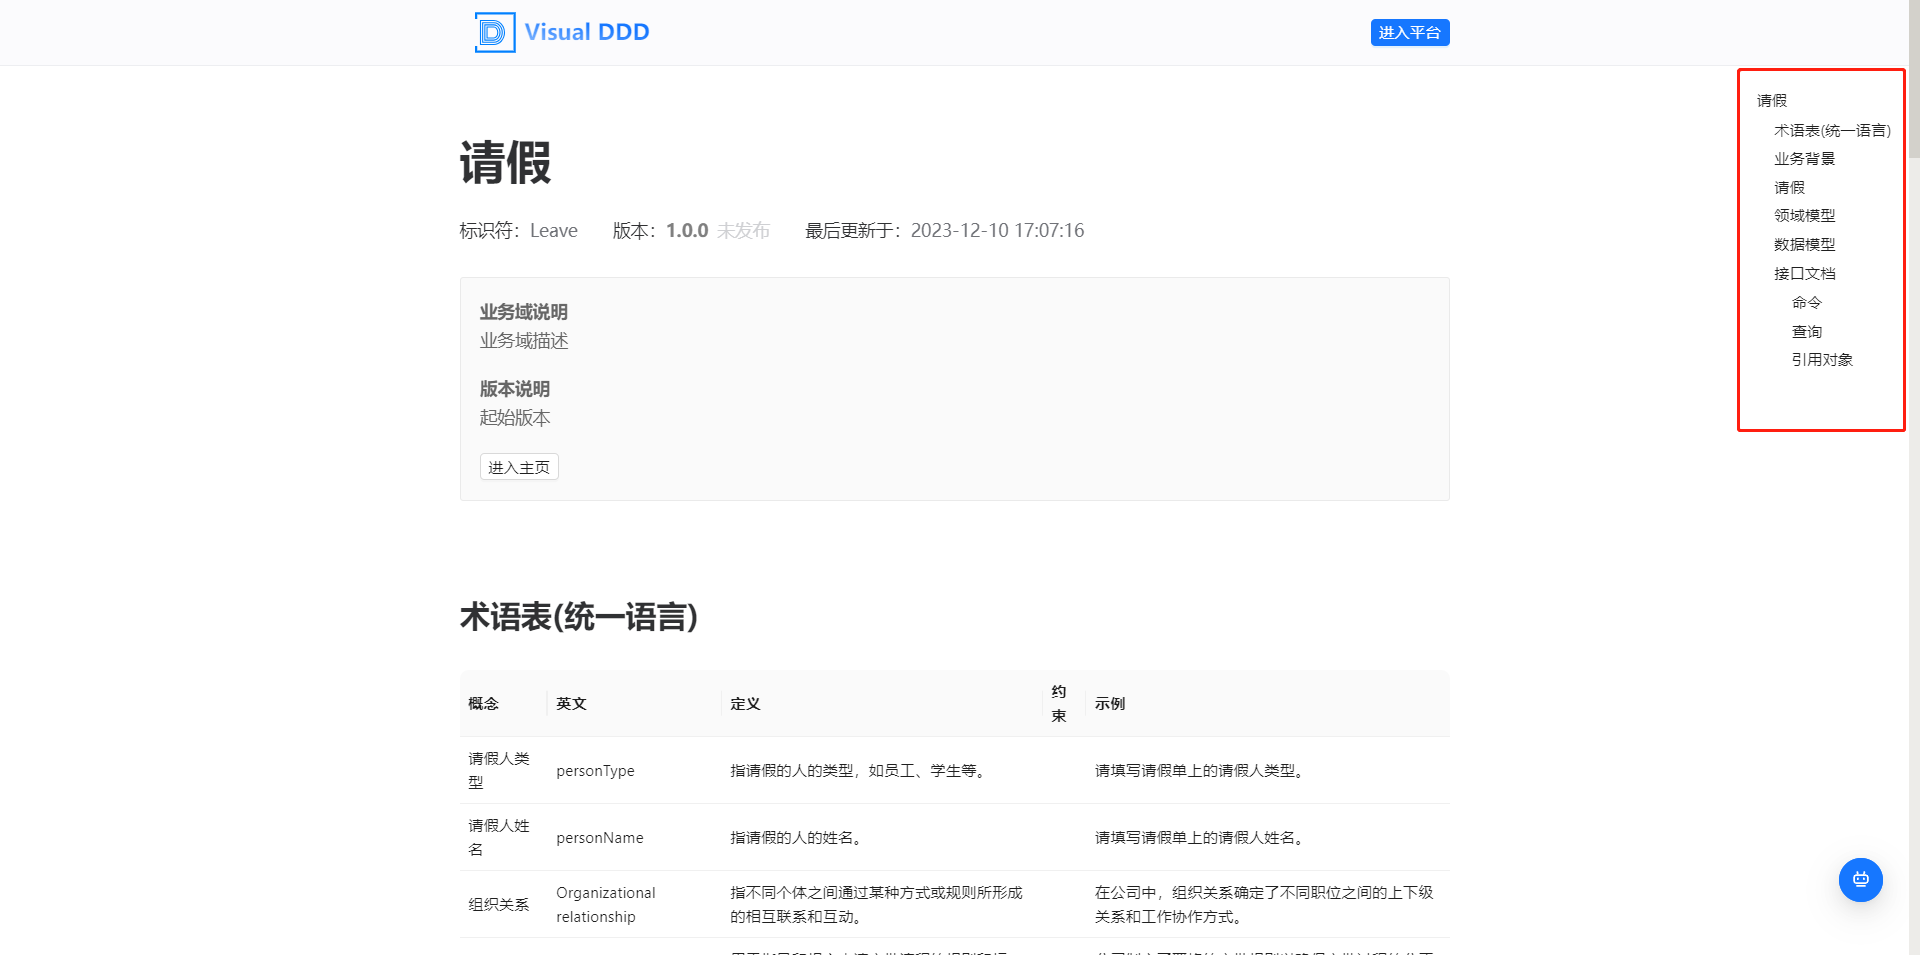 Visual DDD
进入平台
请假
术语表(统一语言)
业务背景
请假
领域模型
数据模型
接口文档
命令
查询
引用对象
请假
标识符：Leave 版本：1.0.0 未发布 最后更新于：2023-12-10 17:07:16
业务域说明
业务域描述
版本说明
起始版本
进入主页
术语表(统一语言)
概念 英文 定义 约束 示例
请假人类型 personType 指请假的人的类型，如员工、学生等。 请填写请假单上的请假人类型。
请假人姓名 personName 指请假的人的姓名。 请填写请假单上的请假人姓名。
组织关系 Organizational relationship 指不同个体之间通过某种方式或规则所形成的相互联系和互动。 在公司中，组织关系确定了不同职位之间的上下级关系和工作协作方式。